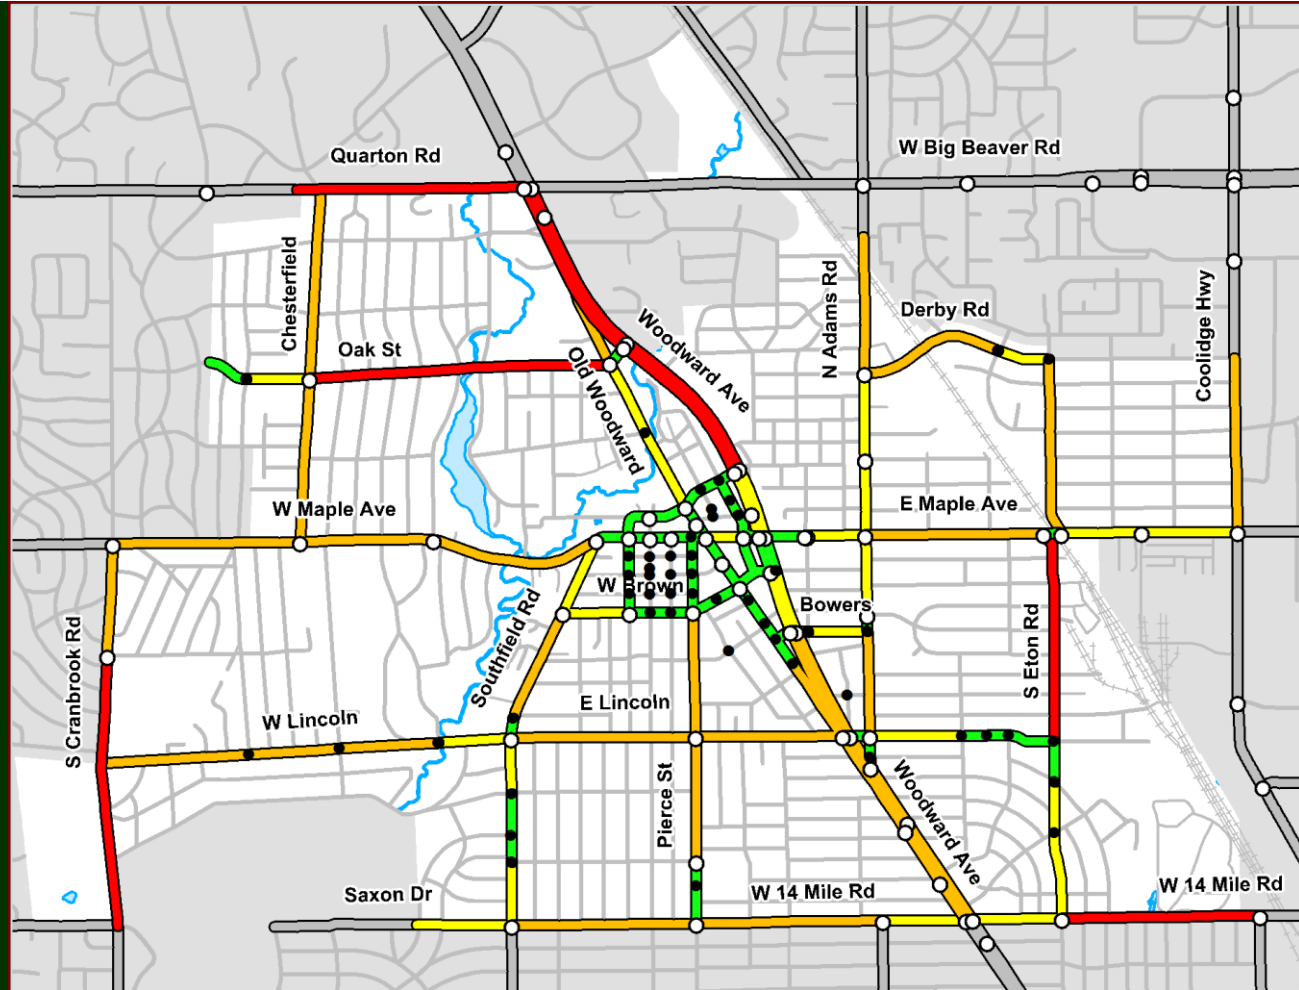 W Big Beaver Rd
Quarton Rd
Chesterfield
N Adams Rd
Coolidge Hwy
Derby Rd
Woodward Ave
Oak St
Old Woodward
W Maple Ave
E Maple Ave
W Brown
Bowers
Southfield Rd
S Eton Rd
S Cranbrook Rd
E Lincoln
W Lincoln
Pierce St
Woodward Ave
Saxon Dr
W 14 Mile Rd
W 14 Mile Rd